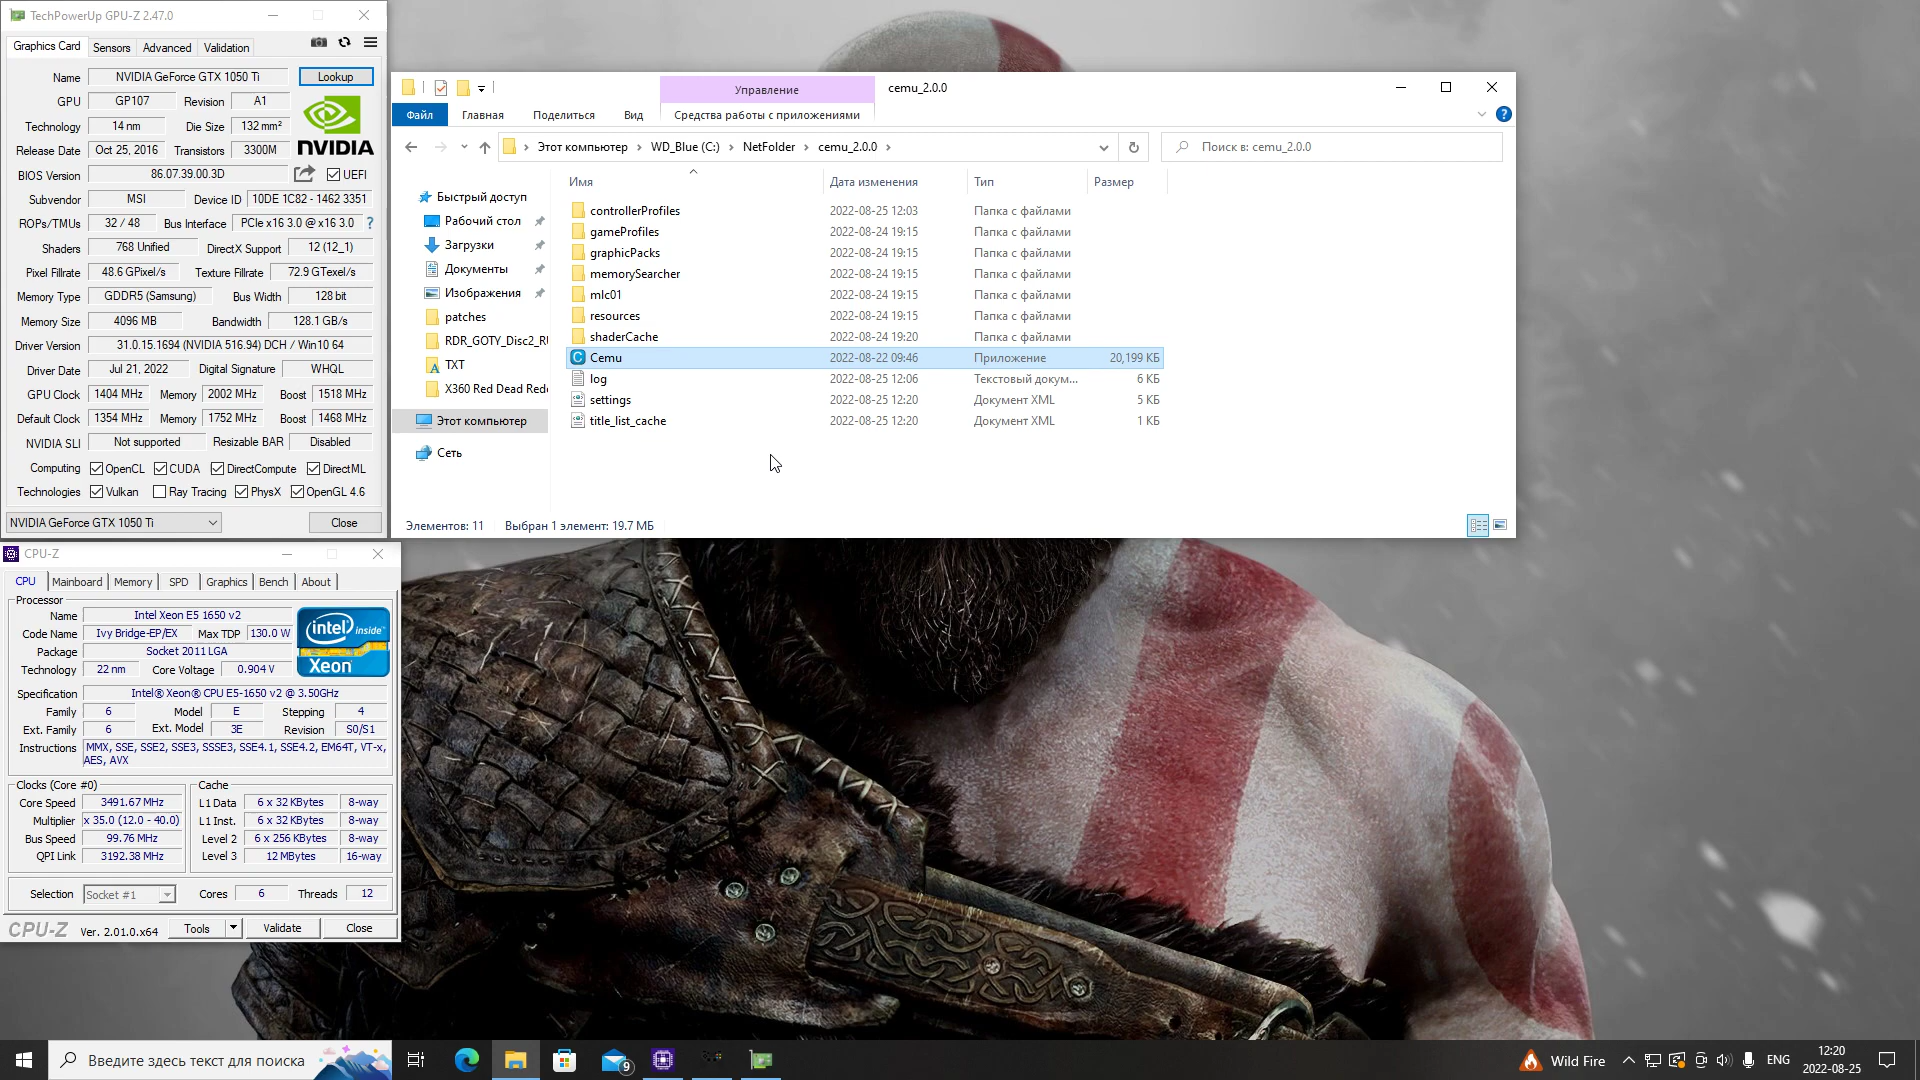 TechPowerUp GPU-Z 2.47.0
Graphics Card Sensors Advanced Validation
Name NVIDIA GeForce GTX 1050 Ti Lookup
GPU GP107 Revision A1
Technology 14 nm Die Size 132 mm²
Release Date Oct 25, 2016 Transistors 3300M
NVIDIA
BIOS Version 86.07.39.00.3D UEFI
Subvendor MSI Device ID 10DE 1C82 - 1462 3351
ROPs/TMUs 32 / 48 Bus Interface PCIe x16 3.0 @ x16 3.0 ?
Shaders 768 Unified DirectX Support 12 (12_1)
Pixel Fillrate 48.6 GPixel/s Texture Fillrate 72.9 GTexel/s
Memory Type GDDR5 (Samsung) Bus Width 128 bit
Memory Size 4096 MB Bandwidth 128.1 GB/s
Driver Version 31.0.15.1694 (NVIDIA 516.94) DCH / Win10 64
Driver Date Jul 21, 2022 Digital Signature WHQL
GPU Clock 1404 MHz Memory 2002 MHz Boost 1518 MHz
Default Clock 1354 MHz Memory 1752 MHz Boost 1468 MHz
NVIDIA SLI Not supported Resizable BAR Disabled
Computing OpenCL CUDA DirectCompute DirectML
Technologies Vulkan Ray Tracing PhysX OpenGL 4.6
NVIDIA GeForce GTX 1050 Ti Close
Управление cemu_2.0.0
Файл Главная Поделиться Вид Средства работы с приложениями
Этот компьютер WD_Blue (C:) NetFolder cemu_2.0.0 Поиск в: cemu_2.0.0
Быстрый доступ
Рабочий стол
Загрузки
Документы
Изображения
patches
RDR_GOTY_Disc2_RU
TXT
X360 Red Dead Rede
Этот компьютер
Сеть
Имя Дата изменения Тип Размер
controllerProfiles 2022-08-25 12:03 Папка с файлами
gameProfiles 2022-08-24 19:15 Папка с файлами
graphicPacks 2022-08-24 19:15 Папка с файлами
memorySearcher 2022-08-24 19:15 Папка с файлами
mlc01 2022-08-24 19:15 Папка с файлами
resources 2022-08-24 19:15 Папка с файлами
shaderCache 2022-08-24 19:20 Папка с файлами
Cemu 2022-08-22 09:46 Приложение 20,199 КБ
log 2022-08-25 12:06 Текстовый докум... 6 КБ
settings 2022-08-25 12:20 Документ XML 5 КБ
title_list_cache 2022-08-25 12:20 Документ XML 1 КБ
Элементов: 11 Выбран 1 элемент: 19.7 МБ
CPU-Z
CPU Mainboard Memory SPD Graphics Bench About
Processor
Name Intel Xeon E5 1650 v2
Code Name Ivy Bridge-EP/EX Max TDP 130.0 W
Package Socket 2011 LGA
Technology 22 nm Core Voltage 0.904 V
intel inside
Xeon
Specification Intel® Xeon® CPU E5-1650 v2 @ 3.50GHz
Family 6 Model E Stepping 4
Ext. Family 6 Ext. Model 3E Revision S0/S1
Instructions MMX, SSE, SSE2, SSE3, SSSE3, SSE4.1, SSE4.2, EM64T, VT-x,
AES, AVX
Clocks (Core #0) Cache
Core Speed 3491.67 MHz L1 Data 6 x 32 KBytes 8-way
Multiplier x 35.0 (12.0 - 40.0) L1 Inst. 6 x 32 KBytes 8-way
Bus Speed 99.76 MHz Level 2 6 x 256 KBytes 8-way
QPI Link 3192.38 MHz Level 3 12 MBytes 16-way
Selection Socket #1 Cores 6 Threads 12
CPU-Z Ver. 2.01.0.x64 Tools Validate Close
Введите здесь текст для поиска 9 Wild Fire ENG 12:20
2022-08-25